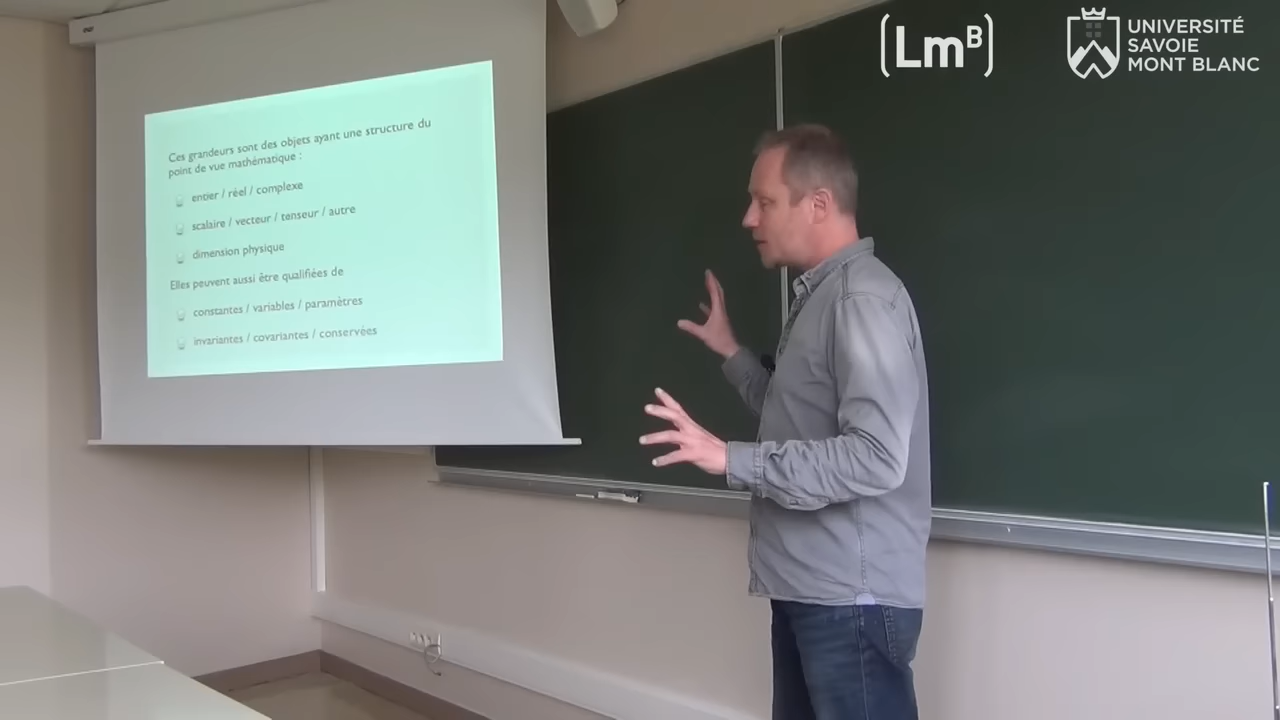 Ces grandeurs sont des objets ayant une structure du
point de vue mathématique :
entier / réel / complexe
scalaire / vecteur / tenseur / autre
dimension physique
Elles peuvent aussi être qualifiées de
constantes / variables / paramètres
invariantes / covariantes / conservées
(LmB)
UNIVERSITÉ
SAVOIE
MONT BLANC